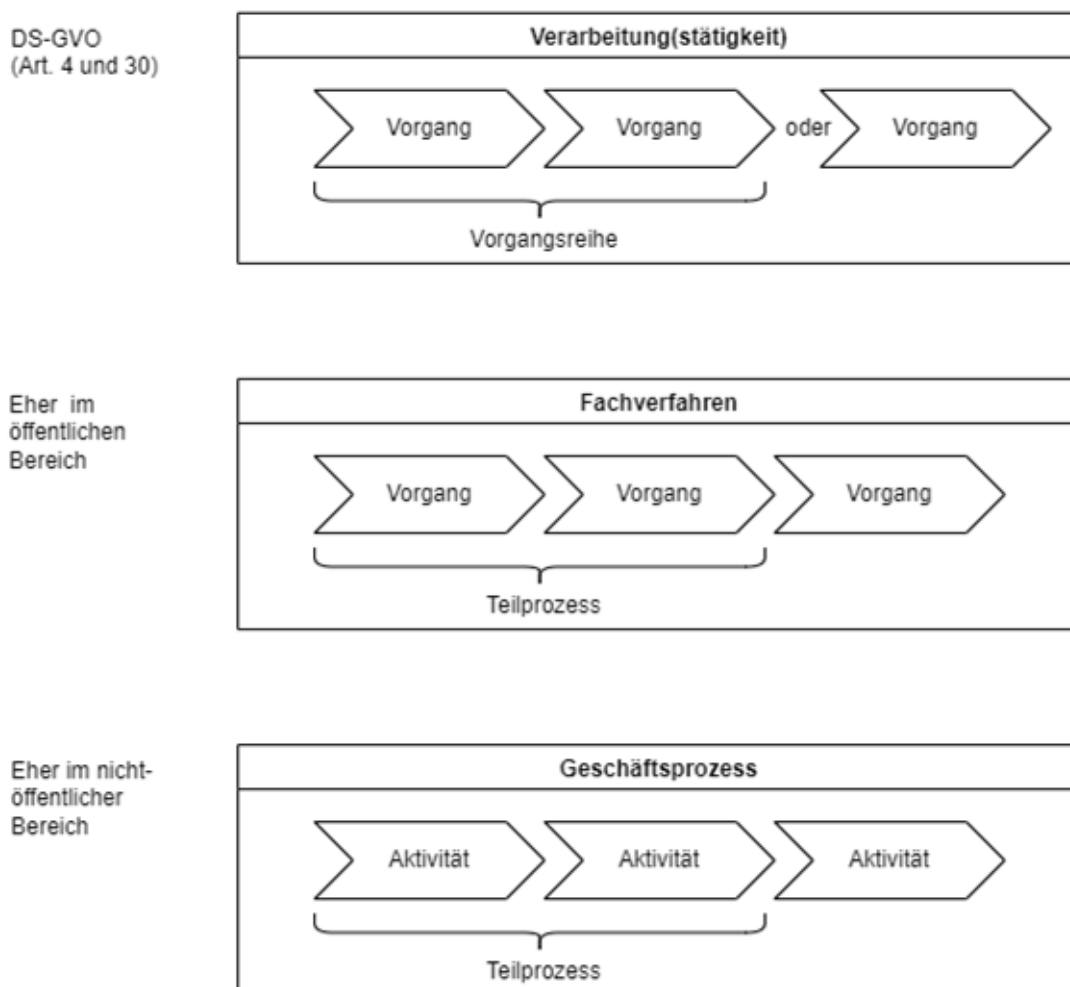 DS-GVO
(Art. 4 und 30)
Verarbeitung(stätigkeit)
Vorgang Vorgang oder Vorgang
Vorgangsreihe
Eher im
öffentlichen
Bereich
Fachverfahren
Vorgang Vorgang Vorgang
Teilprozess
Eher im nicht-
öffentlicher
Bereich
Geschäftsprozess
Aktivität Aktivität Aktivität
Teilprozess